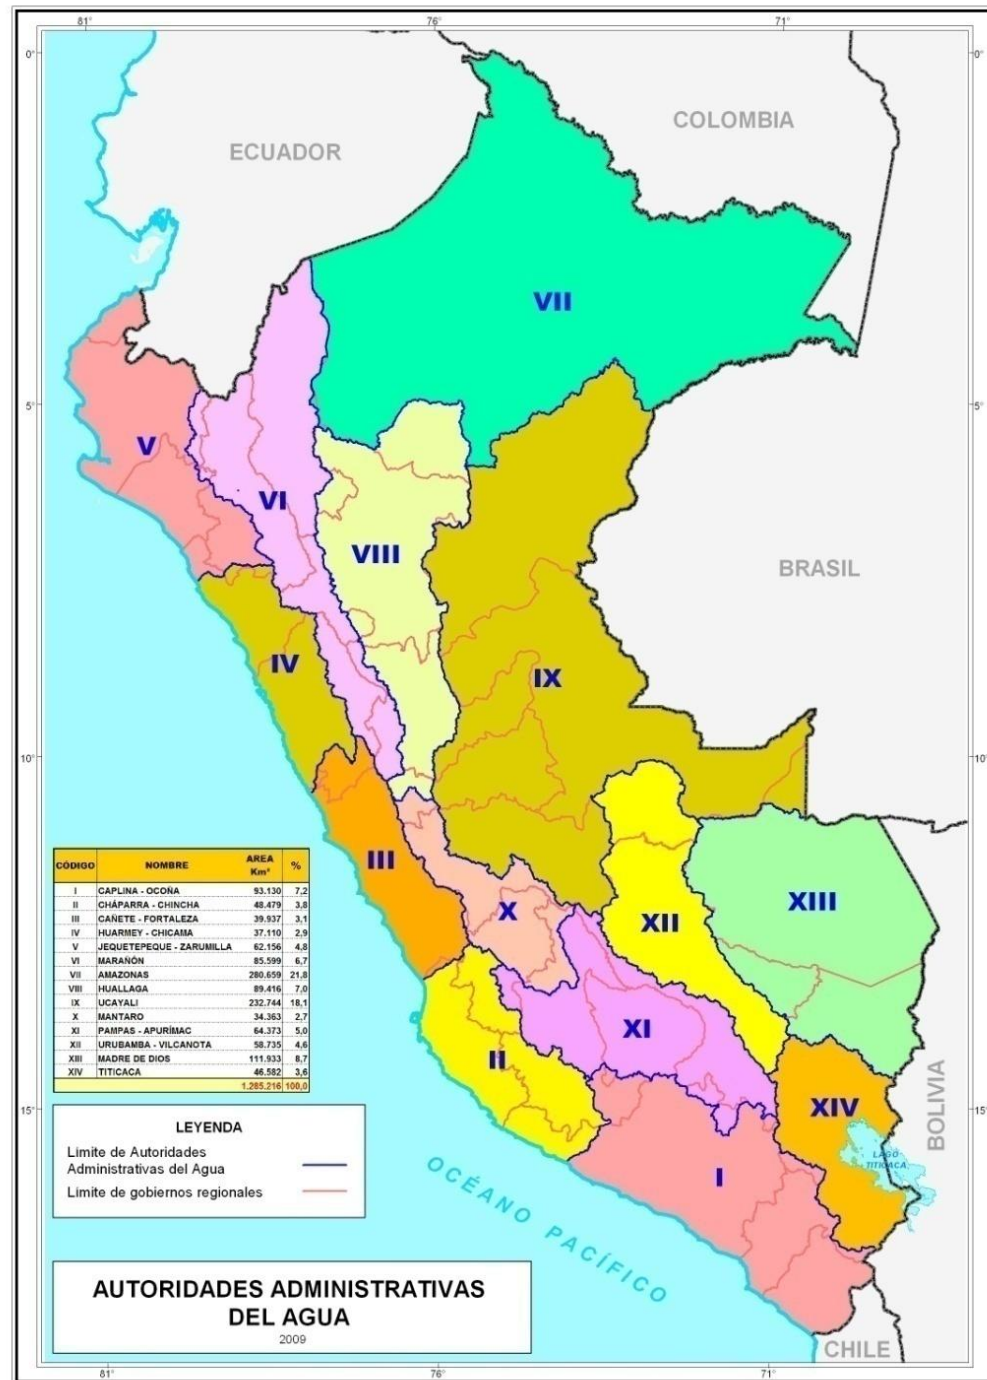 81°
76°
71°
0°
0°
COLOMBIA
ECUADOR
VII
5°
5°
V
VI
VIII
BRASIL
IV
IX
10°
10°
CÓDIGO NOMBRE AREA Km² %
I CAPLINA - OCOÑA 93.130 7,2
II CHÁPARRA - CHINCHA 48.479 3,8
III CAÑETE - FORTALEZA 39.937 3,1
IV HUARMEY - CHICAMA 37.110 2,9
V JEQUETEPEQUE - ZARUMILLA 62.156 4,8
VI MARAÑÓN 85.599 6,7
VII AMAZONAS 280.659 21,8
VIII HUALLAGA 89.416 7,0
IX UCAYALI 232.744 18,1
X MANTARO 34.363 2,7
XI PAMPAS - APURÍMAC 64.373 5,0
XII URUBAMBA - VILCANOTA 58.735 4,6
XIII MADRE DE DIOS 111.933 8,7
XIV TITICACA 46.582 3,6
1.285.216 100,0
III
X
XII
XIII
XI
II
XIV
I
LAGO
TITICACA
BOLIVIA
15°
15°
LEYENDA
Limite de Autoridades
Administrativas del Agua
Limite de gobiernos regionales
OCÉANO PACÍFICO
AUTORIDADES ADMINISTRATIVAS
DEL AGUA
2009
CHILE
81°
76°
71°